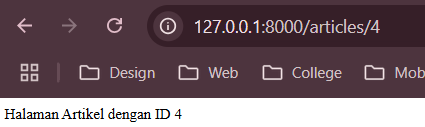 127.0.0.1:8000/articles/4
Design Web College Mob
Halaman Artikel dengan ID 4